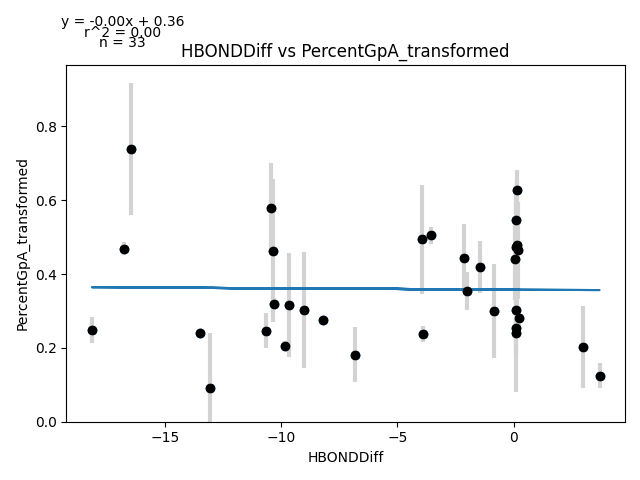 y = -0.00x + 0.36
r^2 = 0.00
n = 33
HBONDDiff vs PercentGpA_transformed
PercentGpA_transformed
0.8
0.6
0.4
0.2
0.0
−15
−10
−5
0
HBONDDiff